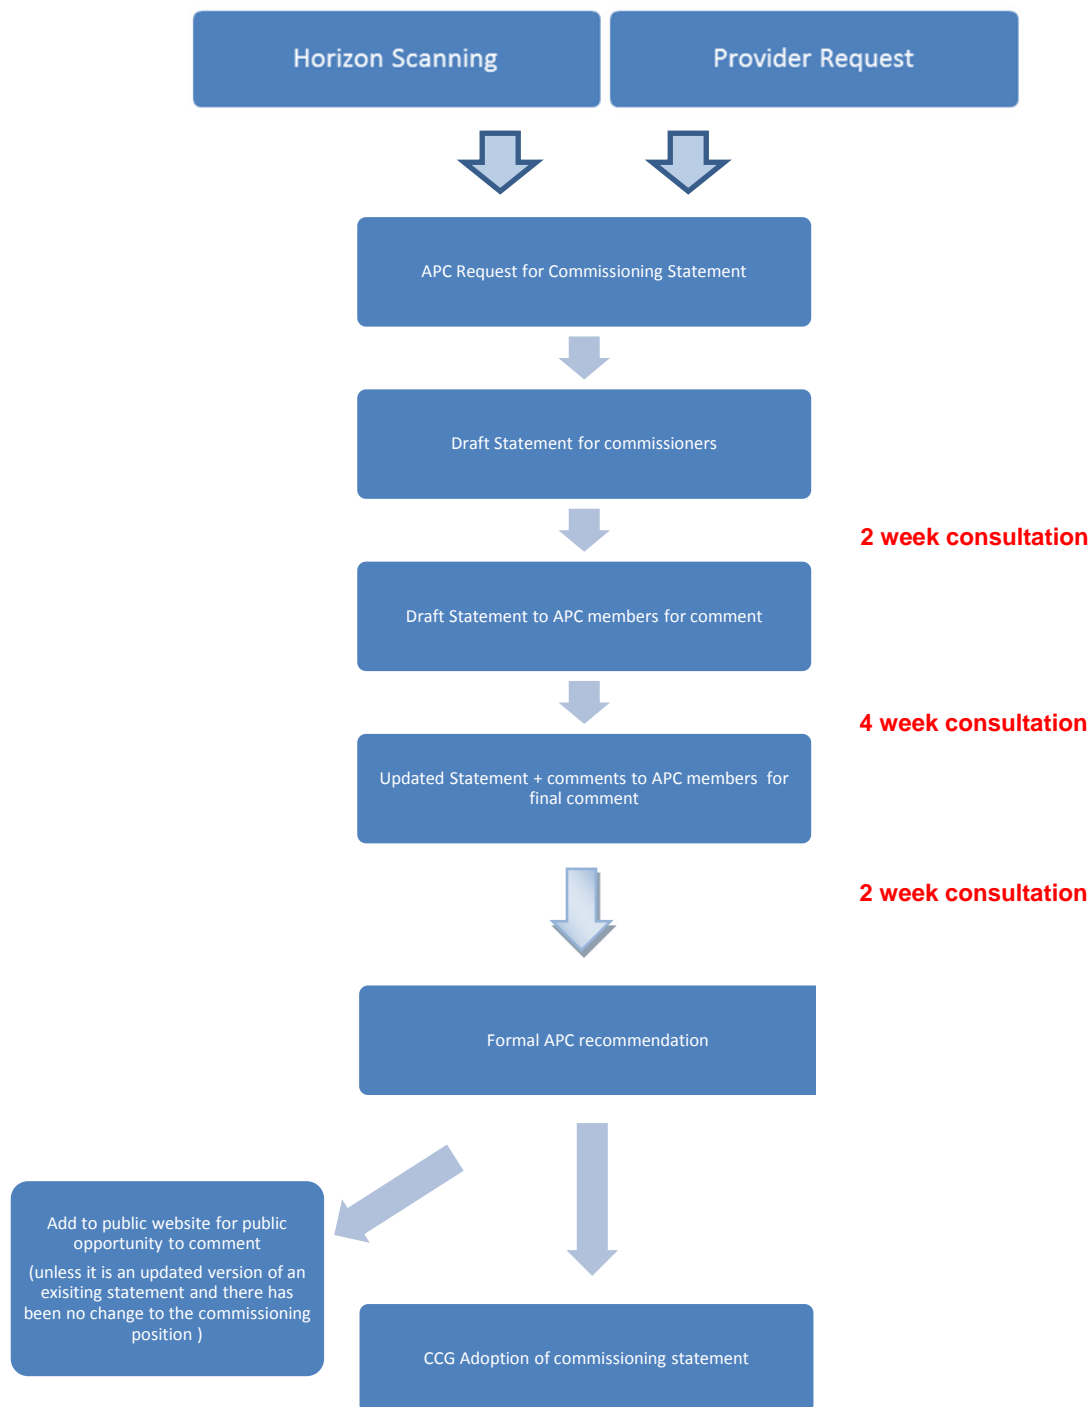 Horizon Scanning
Provider Request
APC Request for Commissioning Statement
Draft Statement for commissioners
2 week consultation
Draft Statement to APC members for comment
4 week consultation
Updated Statement + comments to APC members  for
final comment
2 week consultation
Formal APC recommendation
Add to public website for public
opportunity to comment
(unless it is an updated version of an
exisiting statement and there has
been no change to the commissioning
position )
CCG Adoption of commissioning statement